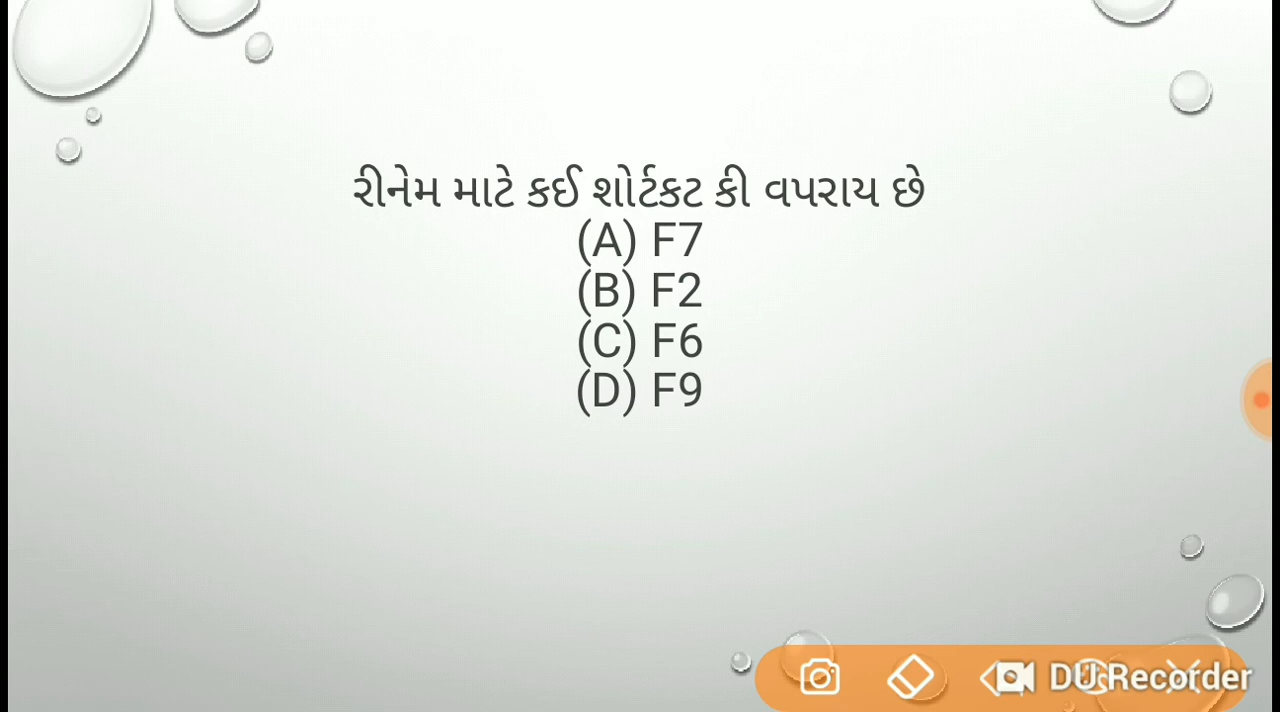 રીનેમ માટે કઈ શોર્ટકટ કી વપરાય છે
(A) F7
(B) F2
(C) F6
(D) F9
DU Recorder